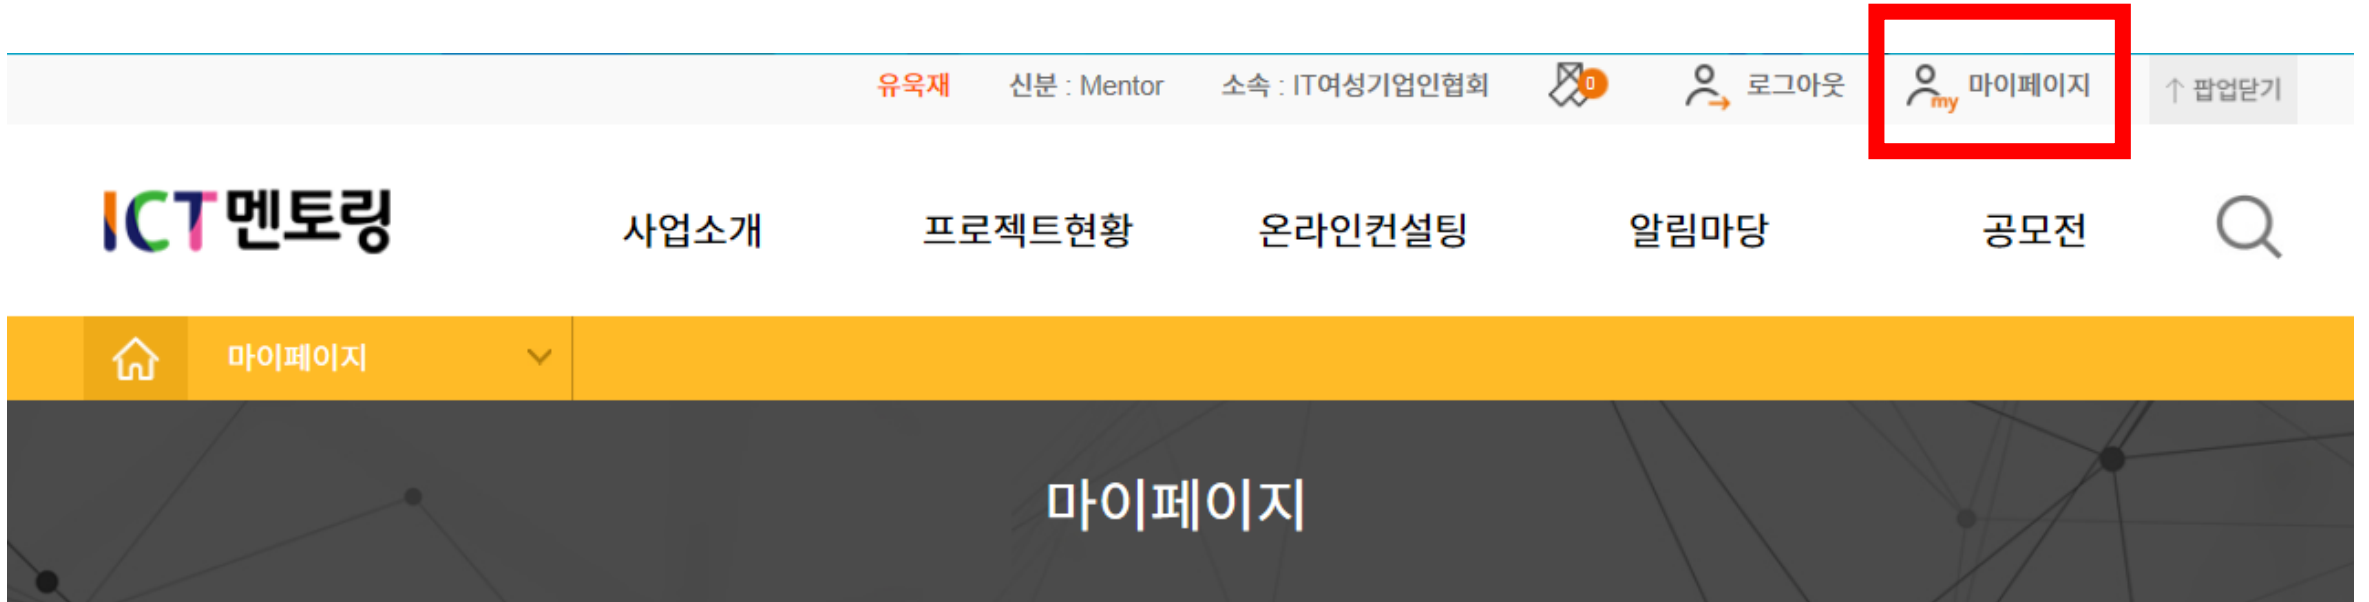 유욱재 신분 : Mentor 소속 : IT여성기업인협회 0 로그아웃 my 마이페이지 ↑ 팝업닫기
ICT멘토링 사업소개 프로젝트현황 온라인컨설팅 알림마당 공모전
마이페이지
마이페이지